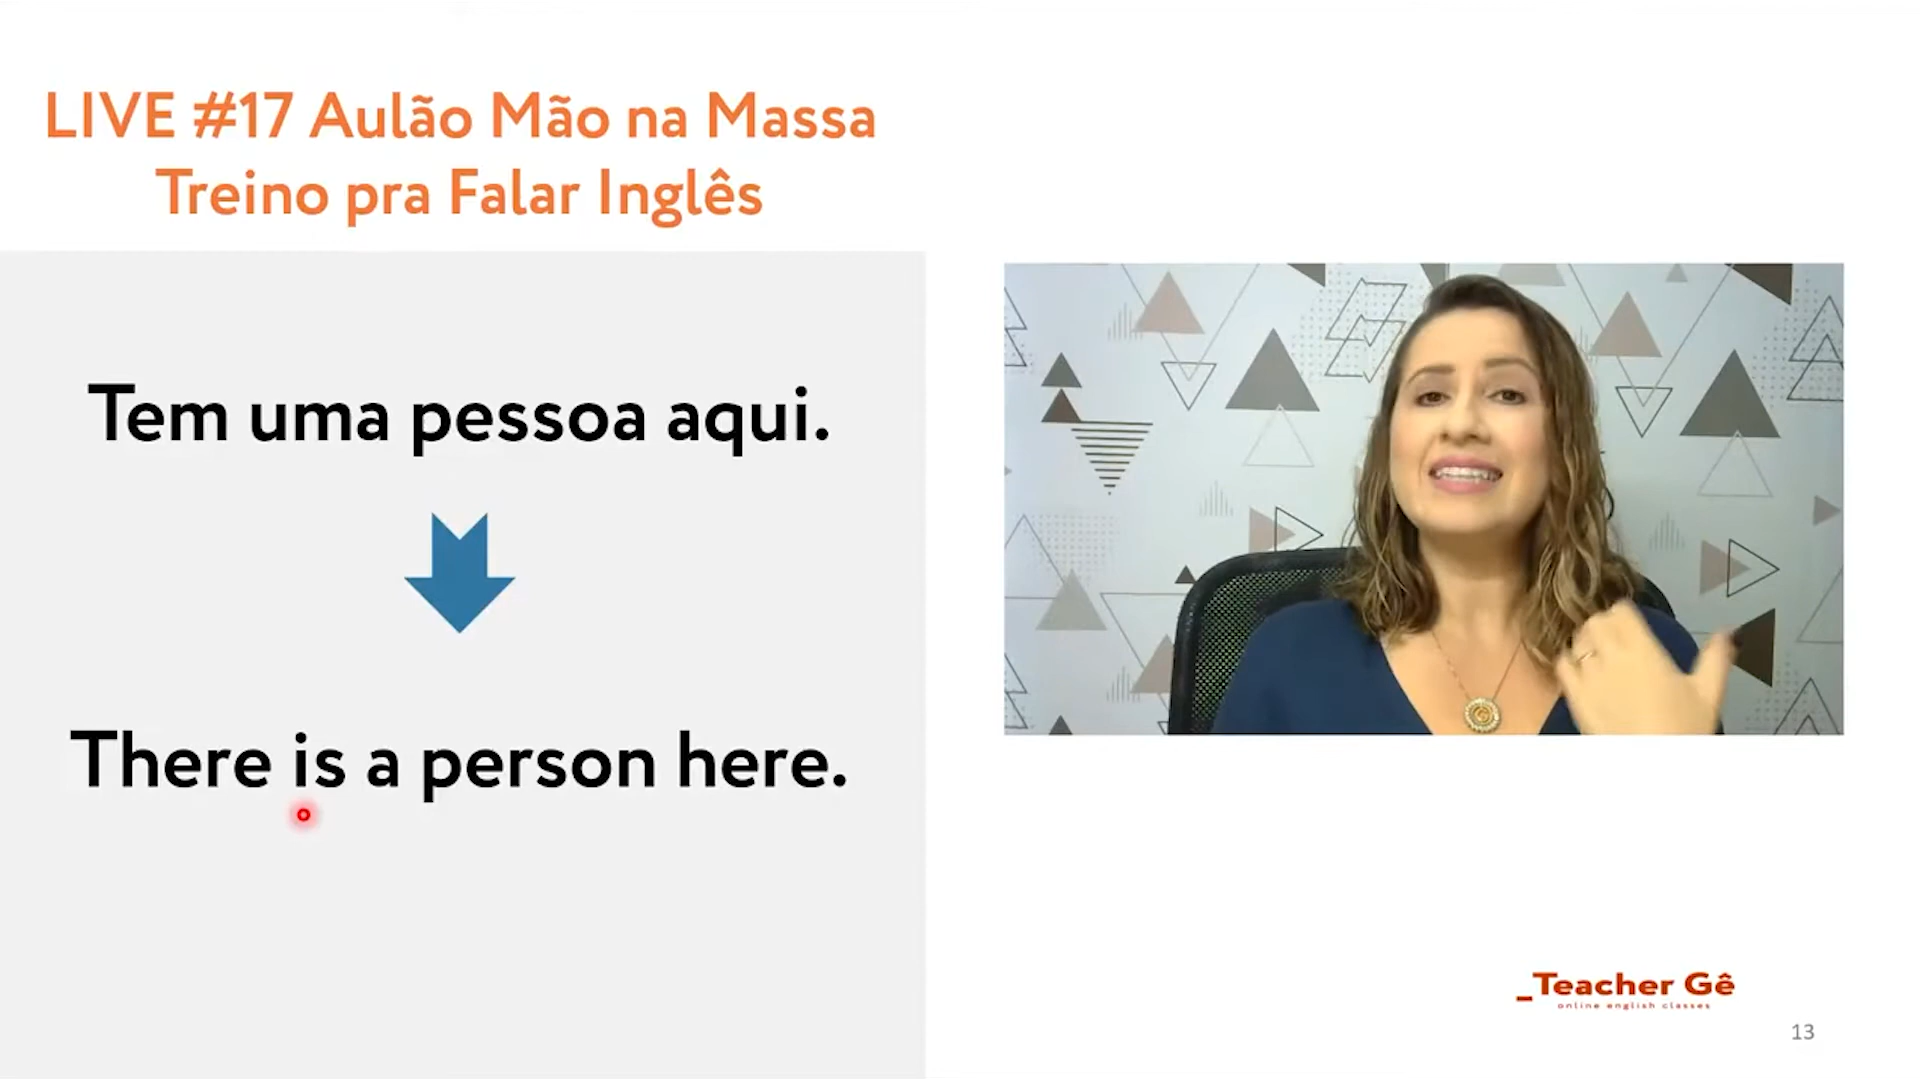 LIVE #17 Aulão Mão na Massa
Treino pra Falar Inglês
Tem uma pessoa aqui.
There is a person here.
_Teacher Gê
online english classes
13